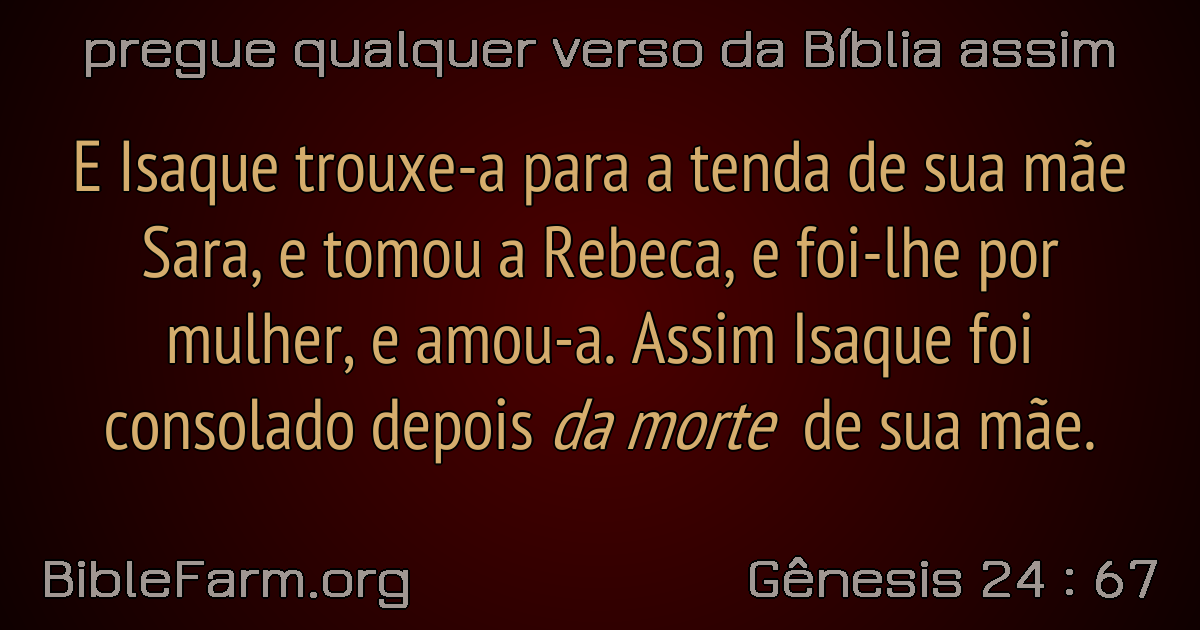 pregue qualquer verso da Bíblia assim
E Isaque trouxe-a para a tenda de sua mãe
Sara, e tomou a Rebeca, e foi-lhe por
mulher, e amou-a. Assim Isaque foi
consolado depois da morte de sua mãe.
BibleFarm.org
Gênesis 24 : 67